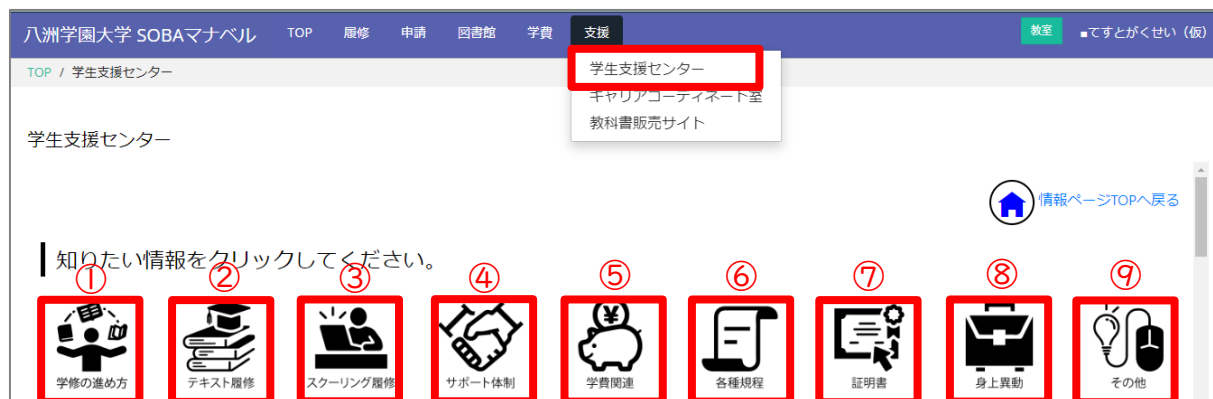 八洲学園大学 SOBAマナベル TOP 履修 申請 図書館 学費 支援 教室 ■てすとがくせい（仮）
TOP / 学生支援センター
学生支援センター
キャリアコーディネート室
教科書販売サイト
学生支援センター
情報ページTOPへ戻る
知りたい情報をクリックしてください。
① ② ③ ④ ⑤ ⑥ ⑦ ⑧ ⑨
学修の進め方 テキスト履修 スクーリング履修 サポート体制 学費関連 各種規程 証明書 身上異動 その他